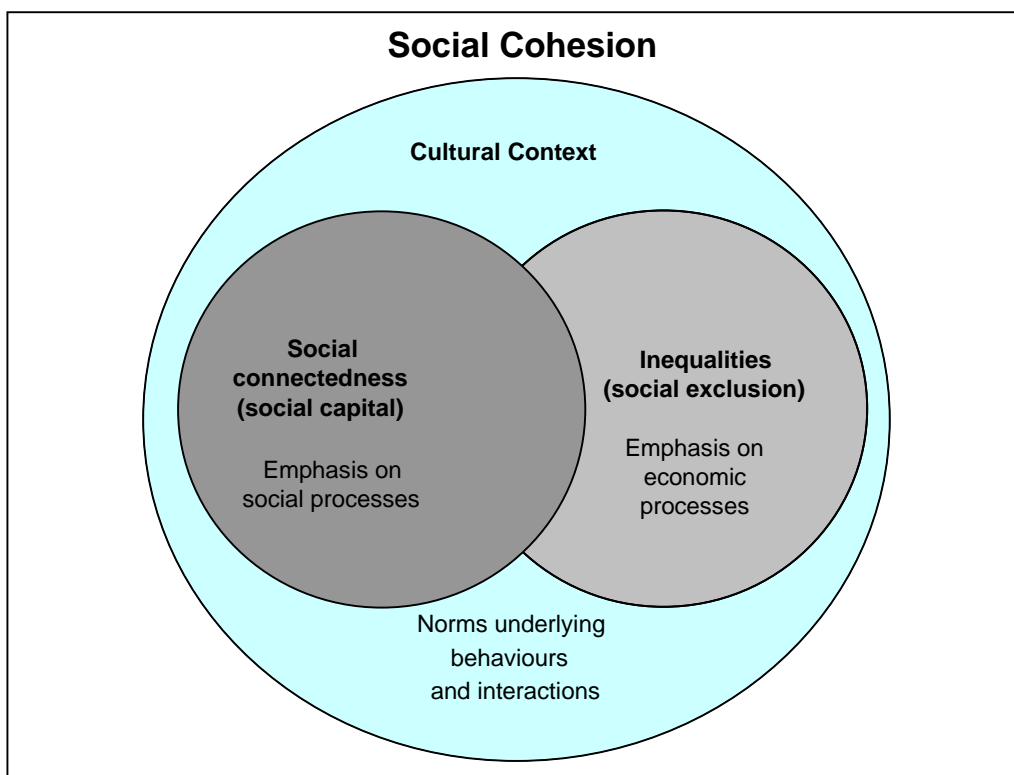 Social Cohesion
Cultural Context
Social
connectedness
(social capital)
Emphasis on
social processes
Inequalities
(social exclusion)
Emphasis on
economic
processes
Norms underlying
behaviours
and interactions